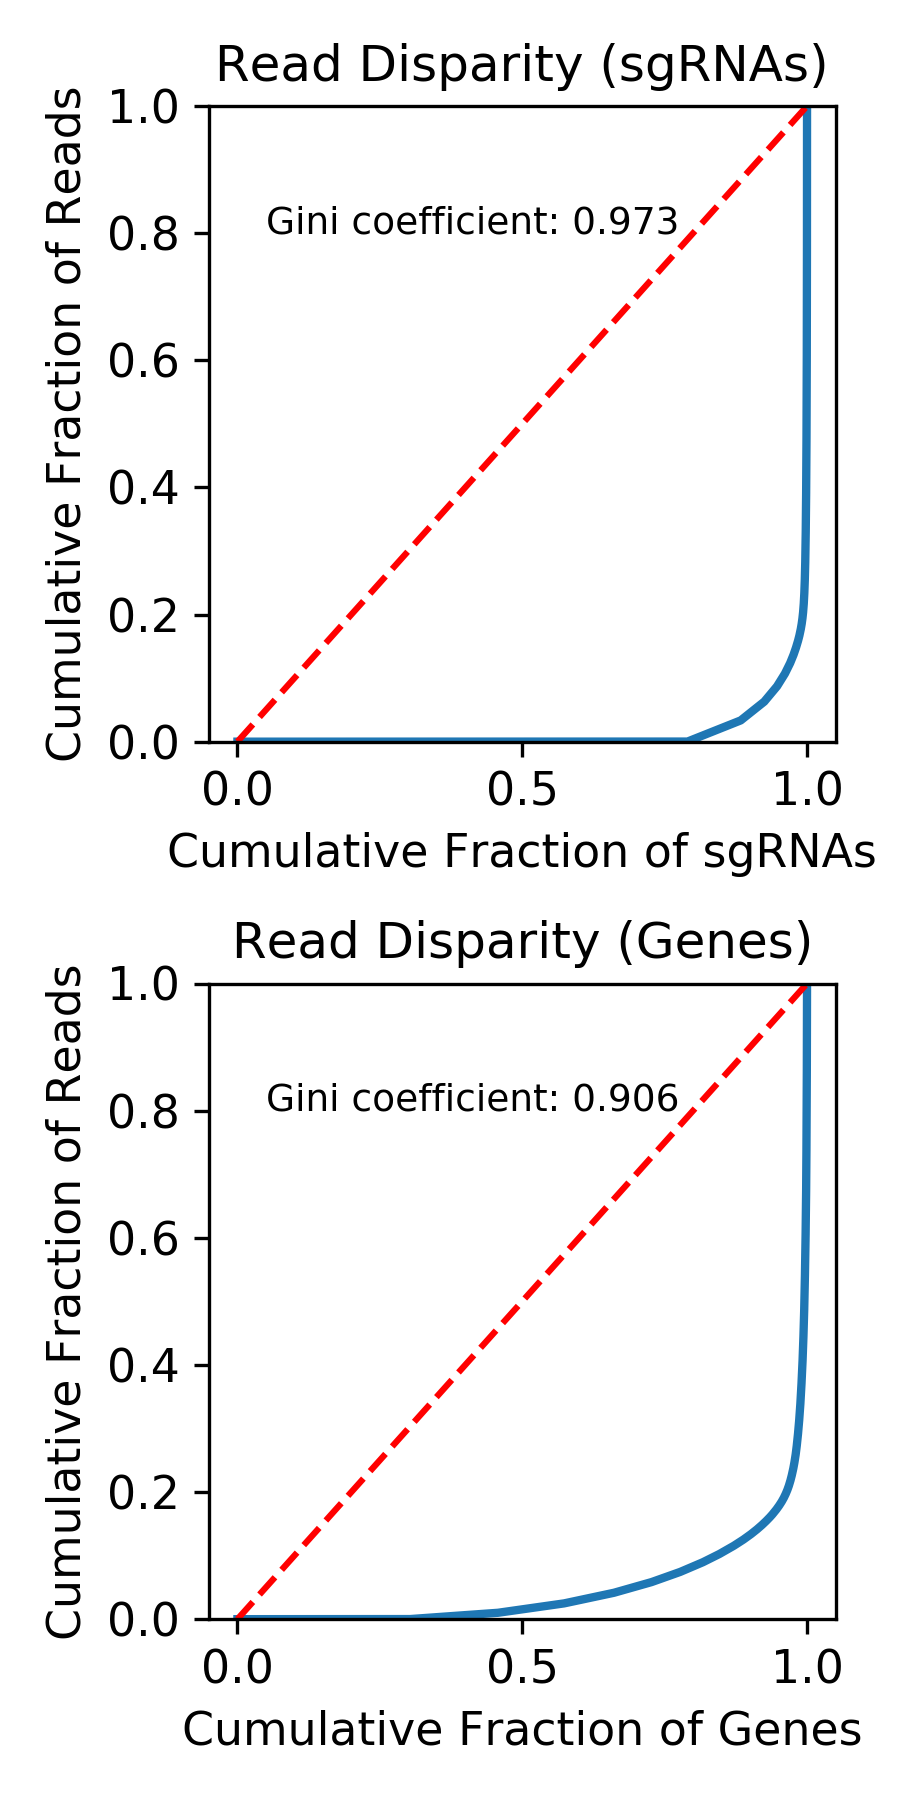 Read Disparity (sgRNAs)
Cumulative Fraction of Reads
1.0
0.8
0.6
0.4
0.2
0.0
Gini coefficient: 0.973
0.0 0.5 1.0
Cumulative Fraction of sgRNAs
Read Disparity (Genes)
Cumulative Fraction of Reads
1.0
0.8
0.6
0.4
0.2
0.0
Gini coefficient: 0.906
0.0 0.5 1.0
Cumulative Fraction of Genes